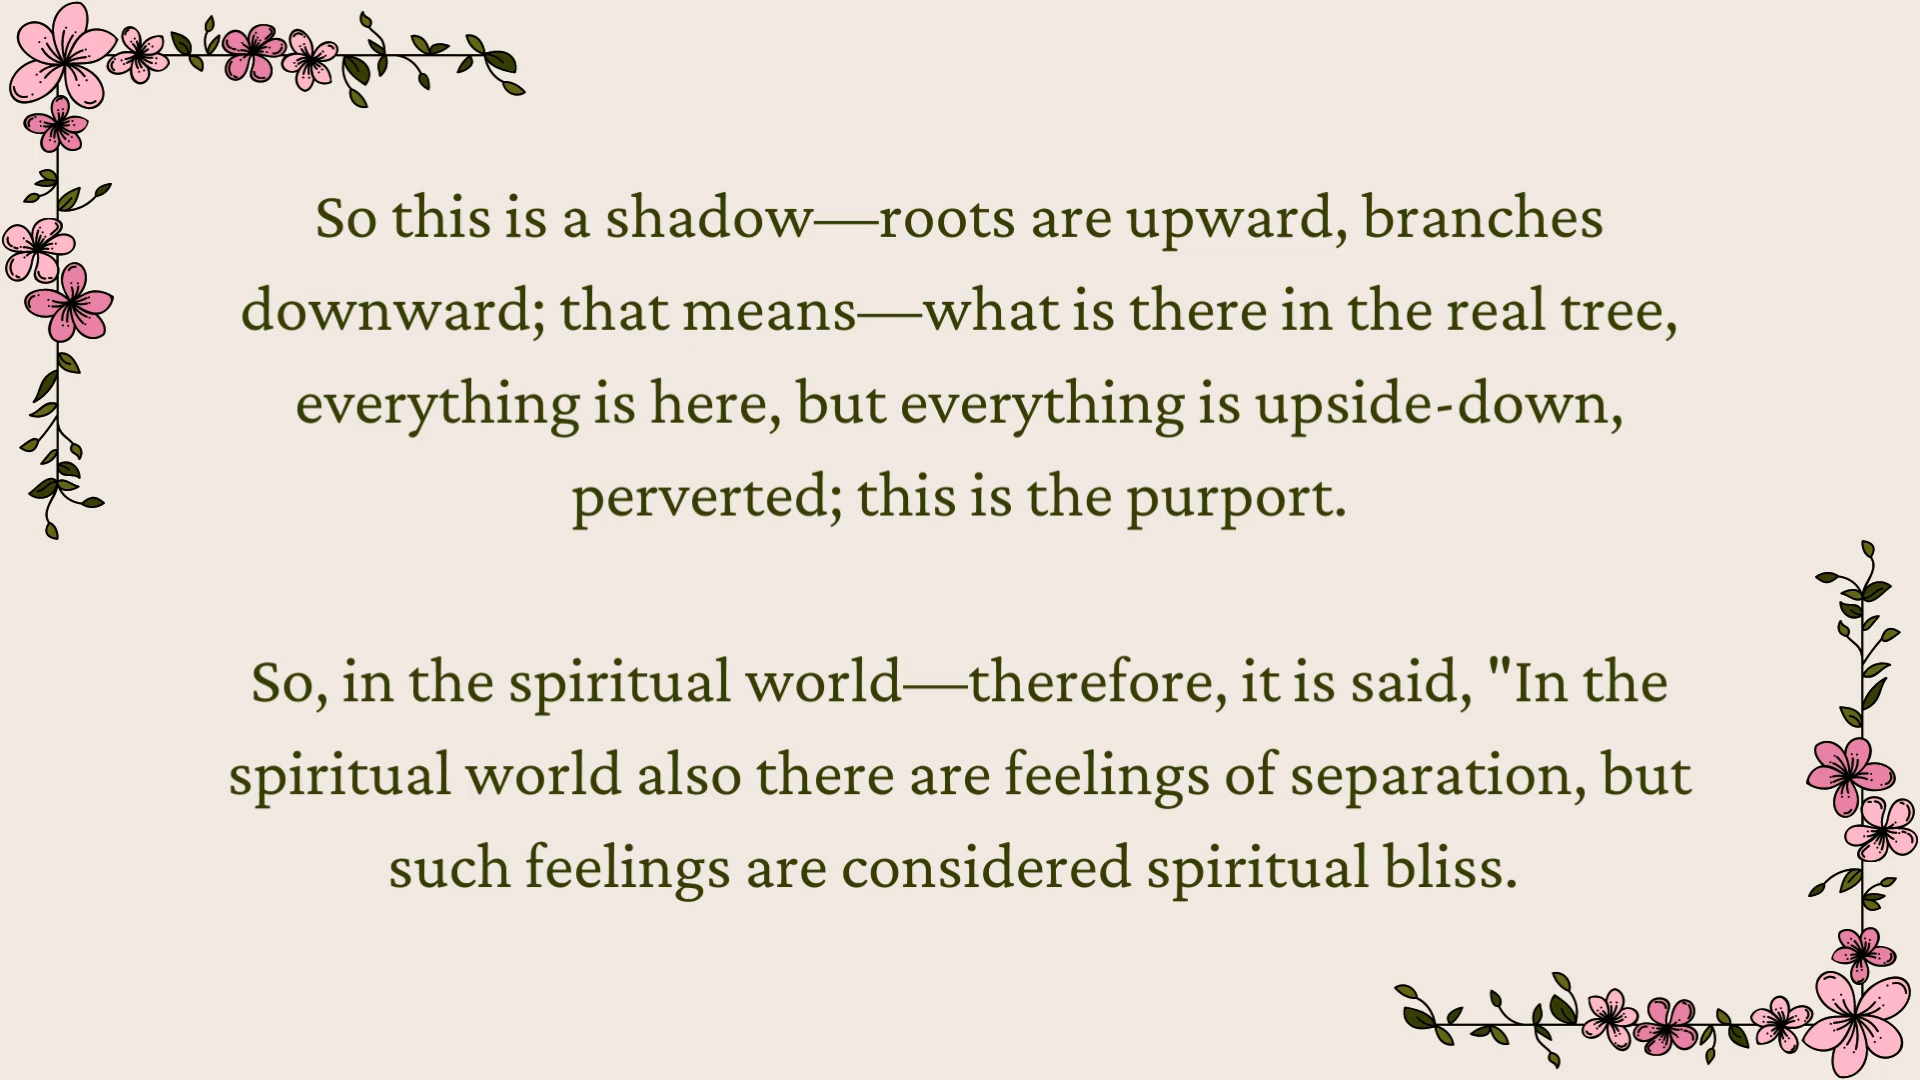 So this is a shadow—roots are upward, branches
downward; that means—what is there in the real tree,
everything is here, but everything is upside-down,
perverted; this is the purport.
So, in the spiritual world—therefore, it is said, "In the
spiritual world also there are feelings of separation, but
such feelings are considered spiritual bliss.